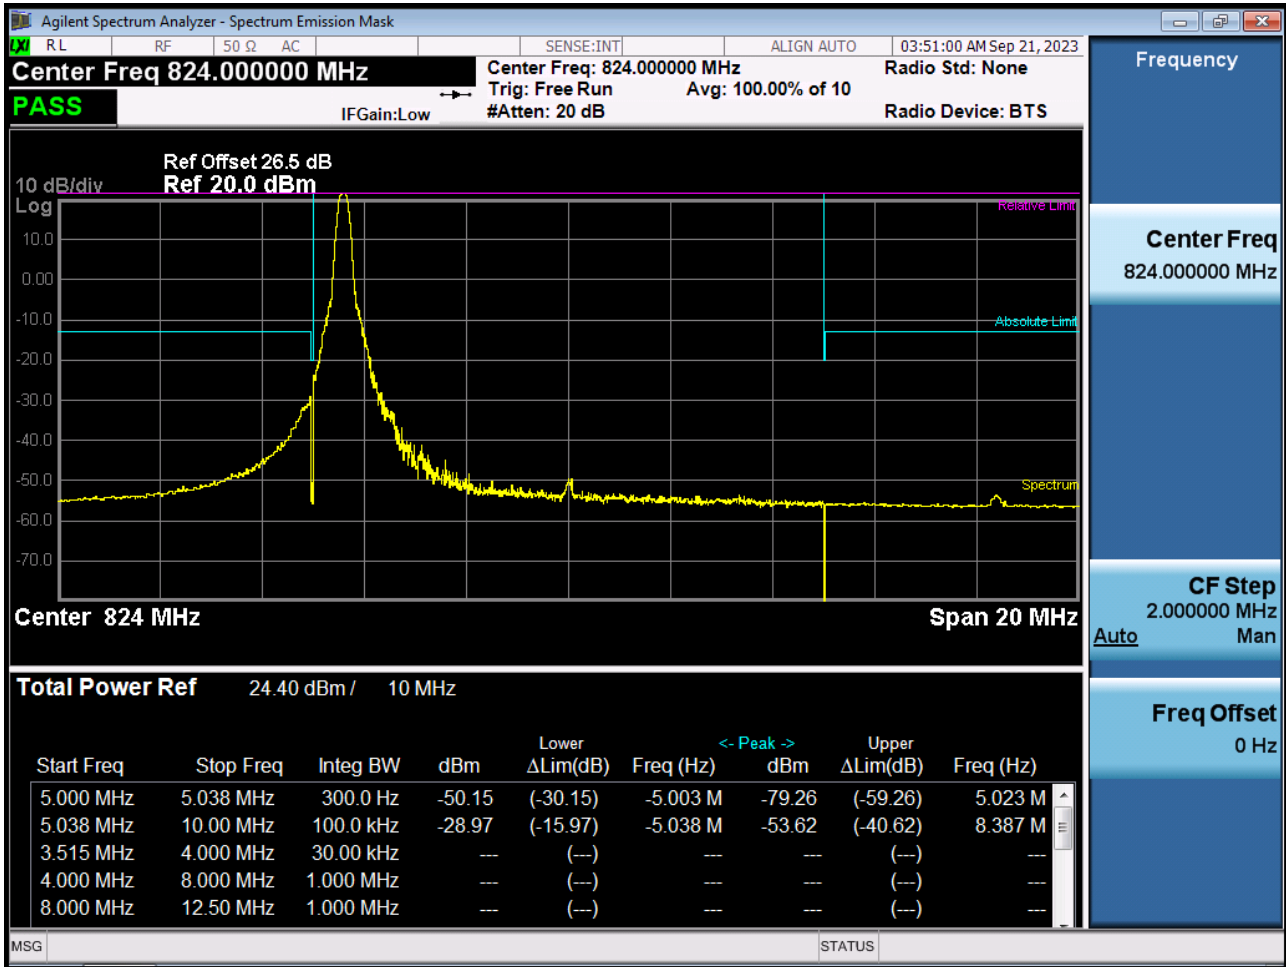 Agilent Spectrum Analyzer - Spectrum Emission Mask
LXI RL RF 50 Ω AC SENSE:INT ALIGN AUTO 03:51:00 AM Sep 21, 2023
Center Freq 824.000000 MHz
PASS
IFGain:Low
Center Freq: 824.000000 MHz
Trig: Free Run Avg: 100.00% of 10
#Atten: 20 dB
Radio Std: None
Radio Device: BTS
Ref Offset 26.5 dB
10 dB/div Ref 20.0 dBm
Log
Relative Limit
10.0
0.00
-10.0
Absolute Limit
-20.0
-30.0
-40.0
-50.0
Spectrum
-60.0
-70.0
Center 824 MHz Span 20 MHz
Total Power Ref 24.40 dBm / 10 MHz
Lower <- Peak -> Upper
Start Freq Stop Freq Integ BW dBm ΔLim(dB) Freq (Hz) dBm ΔLim(dB) Freq (Hz)
5.000 MHz 5.038 MHz 300.0 Hz -50.15 (-30.15) -5.003 M -79.26 (-59.26) 5.023 M
5.038 MHz 10.00 MHz 100.0 kHz -28.97 (-15.97) -5.038 M -53.62 (-40.62) 8.387 M
3.515 MHz 4.000 MHz 30.00 kHz --- (---) --- --- (---) ---
4.000 MHz 8.000 MHz 1.000 MHz --- (---) --- --- (---) ---
8.000 MHz 12.50 MHz 1.000 MHz --- (---) --- --- (---) ---
MSG STATUS
Frequency
Center Freq
824.000000 MHz
CF Step
2.000000 MHz
Auto Man
Freq Offset
0 Hz